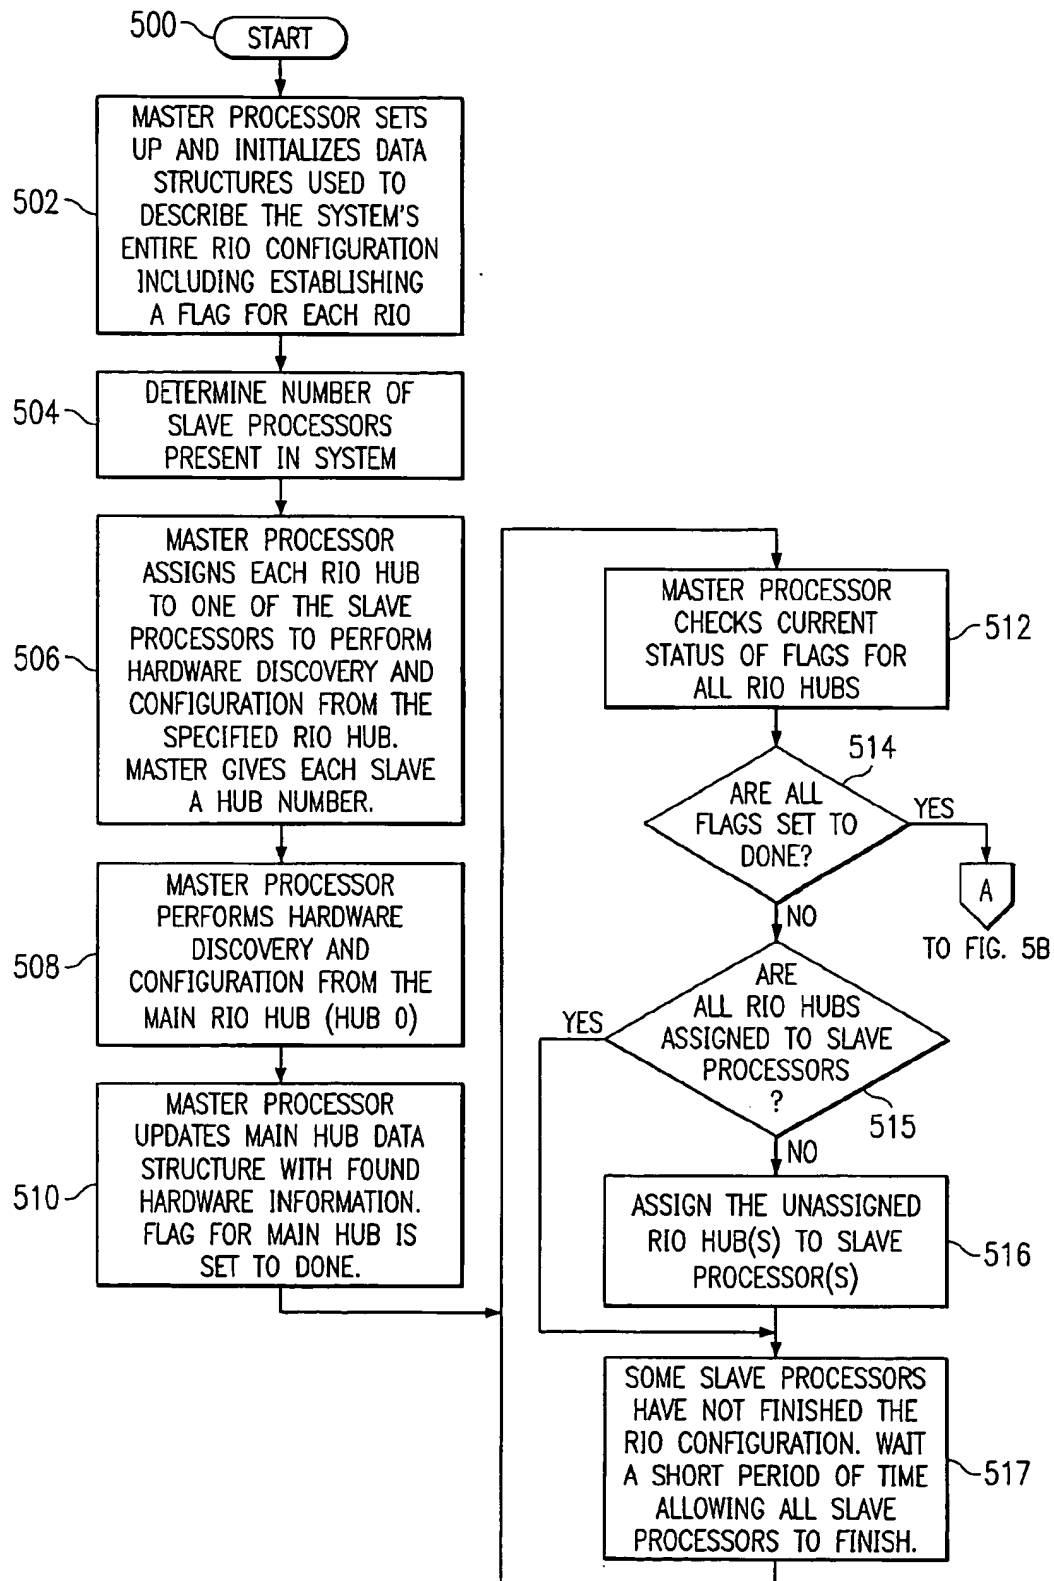 500
START
502
MASTER PROCESSOR SETS
UP AND INITIALIZES DATA
STRUCTURES USED TO
DESCRIBE THE SYSTEM'S
ENTIRE RIO CONFIGURATION
INCLUDING ESTABLISHING
A FLAG FOR EACH RIO
504
DETERMINE NUMBER OF
SLAVE PROCESSORS
PRESENT IN SYSTEM
506
MASTER PROCESSOR
ASSIGNS EACH RIO HUB
TO ONE OF THE SLAVE
PROCESSORS TO PERFORM
HARDWARE DISCOVERY AND
CONFIGURATION FROM THE
SPECIFIED RIO HUB.
MASTER GIVES EACH SLAVE
A HUB NUMBER.
508
MASTER PROCESSOR
PERFORMS HARDWARE
DISCOVERY AND
CONFIGURATION FROM THE
MAIN RIO HUB (HUB 0)
510
MASTER PROCESSOR
UPDATES MAIN HUB DATA
STRUCTURE WITH FOUND
HARDWARE INFORMATION.
FLAG FOR MAIN HUB IS
SET TO DONE.
MASTER PROCESSOR
CHECKS CURRENT
STATUS OF FLAGS FOR
ALL RIO HUBS
512
514
ARE ALL
FLAGS SET TO
DONE?
YES
A
TO FIG. 5B
NO
ARE
ALL RIO HUBS
ASSIGNED TO SLAVE
PROCESSORS
?
YES
515
NO
ASSIGN THE UNASSIGNED
RIO HUB(S) TO SLAVE
PROCESSOR(S)
516
SOME SLAVE PROCESSORS
HAVE NOT FINISHED THE
RIO CONFIGURATION. WAIT
A SHORT PERIOD OF TIME
ALLOWING ALL SLAVE
PROCESSORS TO FINISH.
517